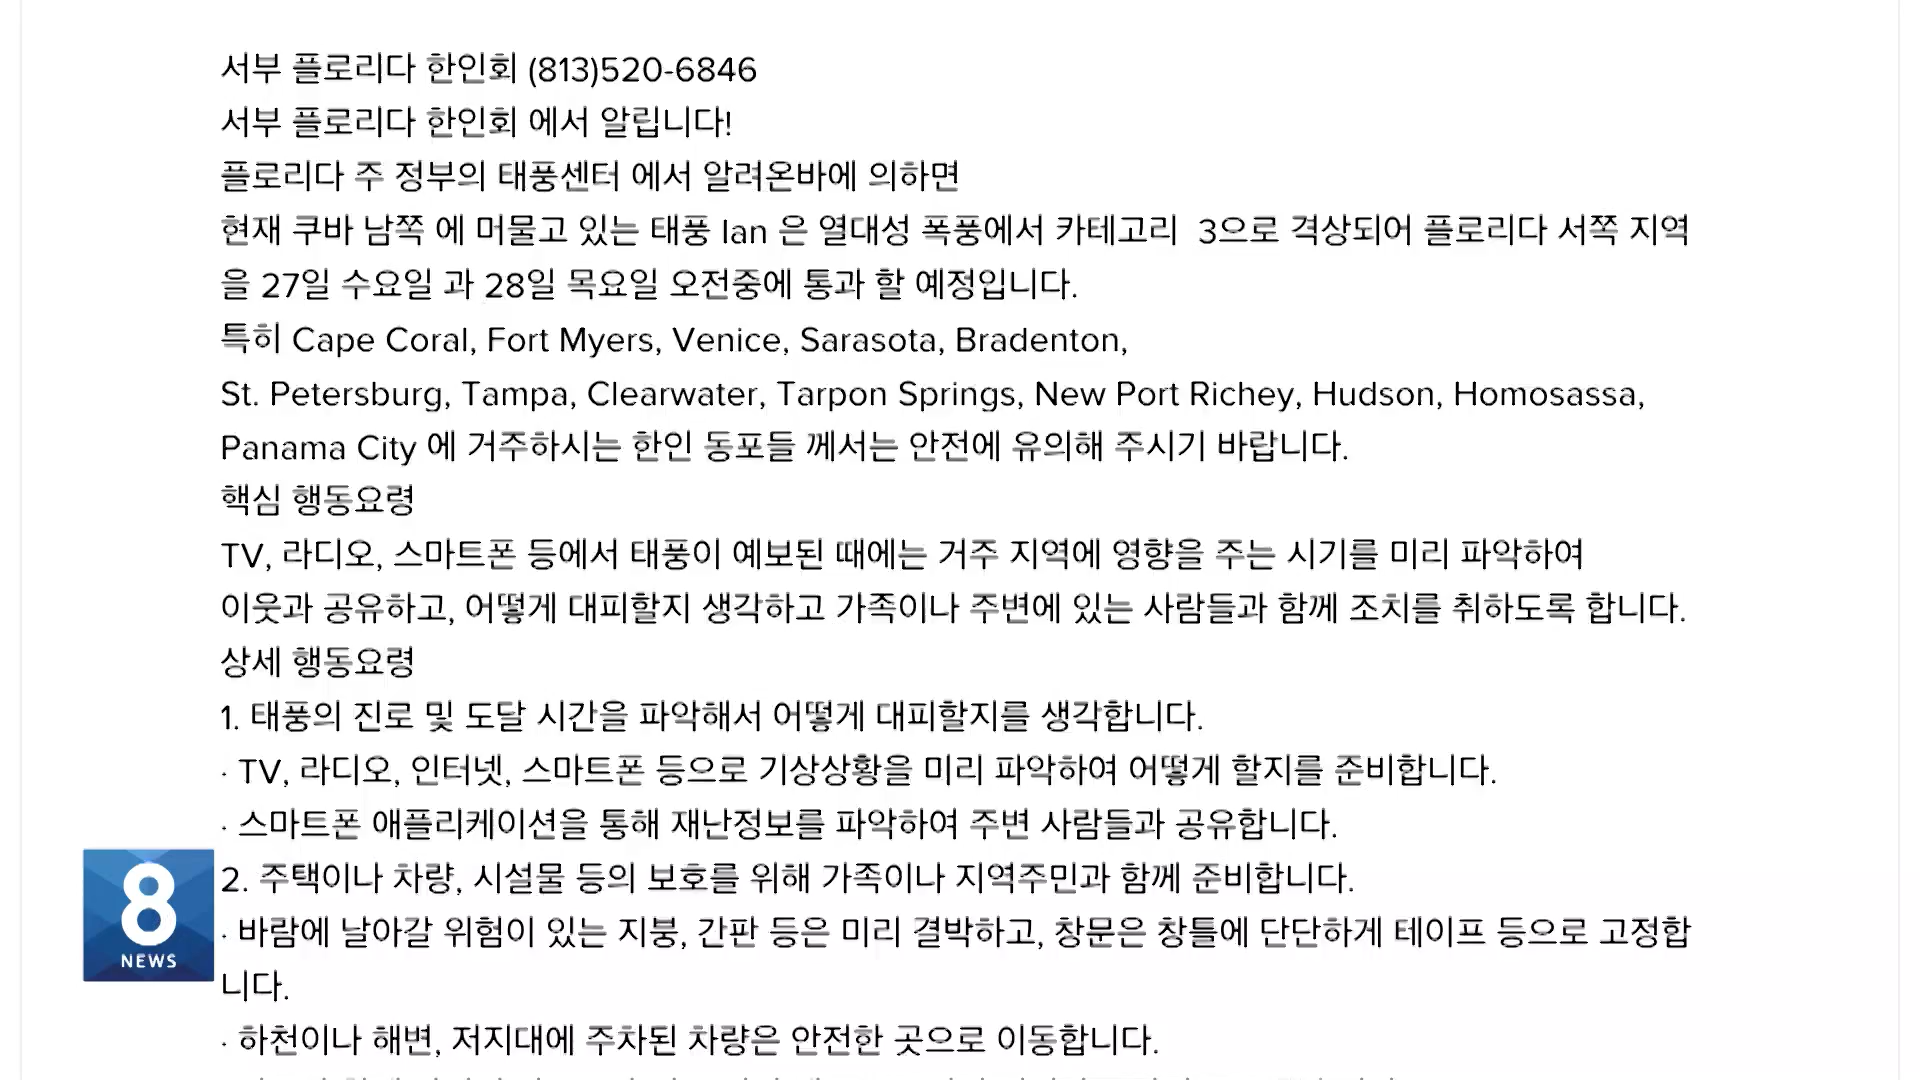 서부 플로리다 한인회 (813)520-6846
서부 플로리다 한인회 에서 알립니다!
플로리다 주 정부의 태풍센터 에서 알려온바에 의하면
현재 쿠바 남쪽 에 머물고 있는 태풍 Ian 은 열대성 폭풍에서 카테고리 3으로 격상되어 플로리다 서쪽 지역
을 27일 수요일 과 28일 목요일 오전중에 통과 할 예정입니다.
특히 Cape Coral, Fort Myers, Venice, Sarasota, Bradenton,
St. Petersburg, Tampa, Clearwater, Tarpon Springs, New Port Richey, Hudson, Homosassa,
Panama City 에 거주하시는 한인 동포들 께서는 안전에 유의해 주시기 바랍니다.
핵심 행동요령
TV, 라디오, 스마트폰 등에서 태풍이 예보된 때에는 거주 지역에 영향을 주는 시기를 미리 파악하여
이웃과 공유하고, 어떻게 대피할지 생각하고 가족이나 주변에 있는 사람들과 함께 조치를 취하도록 합니다.
상세 행동요령
1. 태풍의 진로 및 도달 시간을 파악해서 어떻게 대피할지를 생각합니다.
· TV, 라디오, 인터넷, 스마트폰 등으로 기상상황을 미리 파악하여 어떻게 할지를 준비합니다.
· 스마트폰 애플리케이션을 통해 재난정보를 파악하여 주변 사람들과 공유합니다.
2. 주택이나 차량, 시설물 등의 보호를 위해 가족이나 지역주민과 함께 준비합니다.
· 바람에 날아갈 위험이 있는 지붕, 간판 등은 미리 결박하고, 창문은 창틀에 단단하게 테이프 등으로 고정합
니다.
· 하천이나 해변, 저지대에 주차된 차량은 안전한 곳으로 이동합니다.
8
NEWS